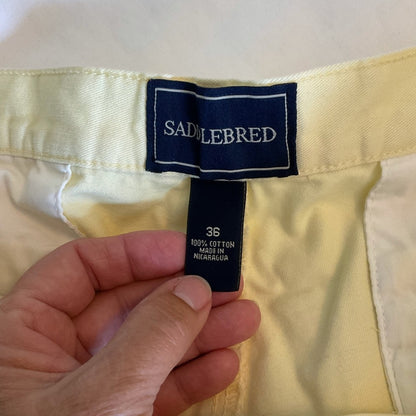 SADDLEBRED
36
100% COTTON
MADE IN
NICARAGUA